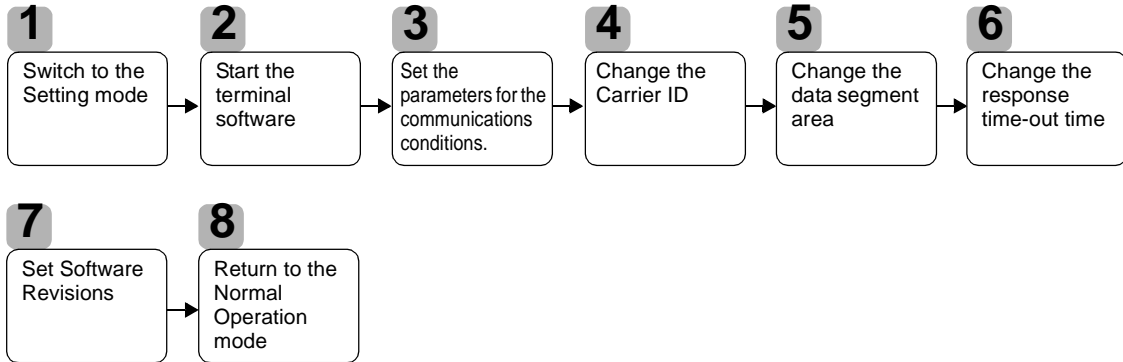 1
Switch to the
Setting mode
2
Start the
terminal
software
3
Set the
parameters for the
communications
conditions.
4
Change the
Carrier ID
5
Change the
data segment
area
6
Change the
response
time-out time
7
Set Software
Revisions
8
Return to the
Normal
Operation
mode